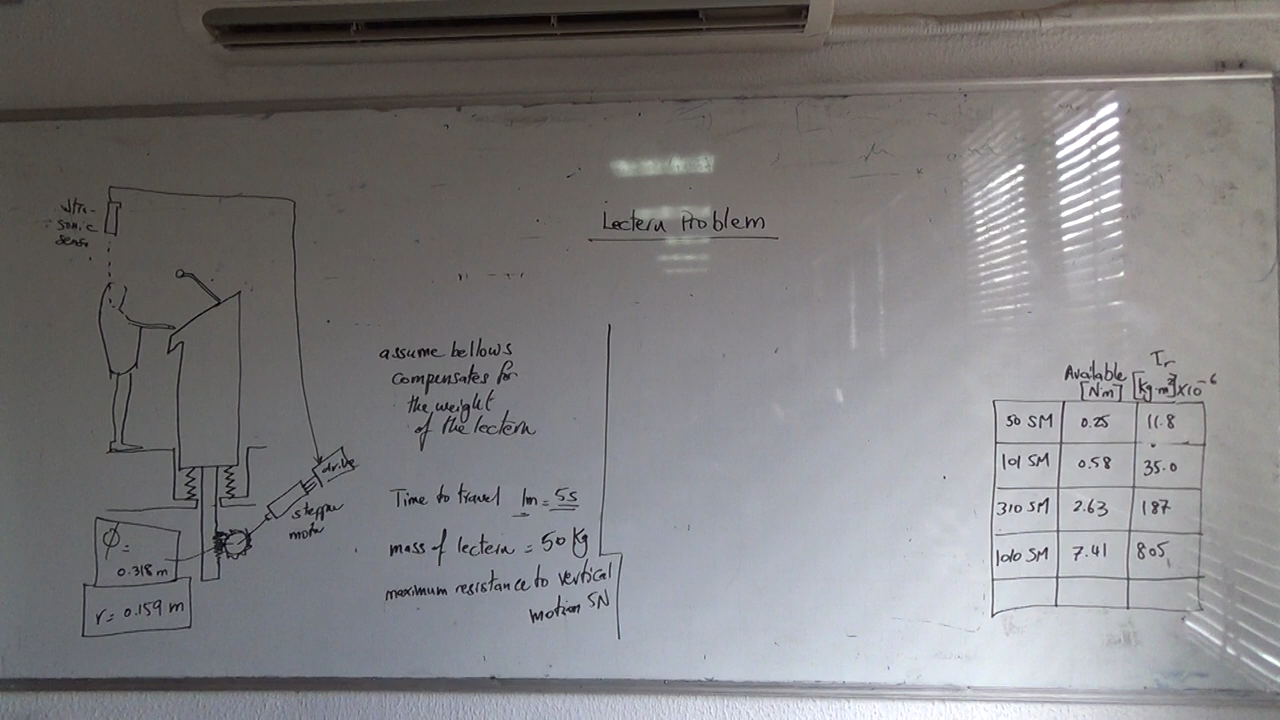 Lectern Problem
ultra-
sonic
senso
drive
stepper
motor
ϕ =
0.318 m
r = 0.159 m
assume bellows
compensates for
the weight
of the lectern
Time to travel 1m = 5s
mass of lectern = 50 Kg
maximum resistance to vertical
motion 5N
Available [N·m] Ir [Kg·m²] ×10⁻⁶
50 SM 0.25 11.8
101 SM 0.58 35.0
310 SM 2.63 187
1010 SM 7.41 805